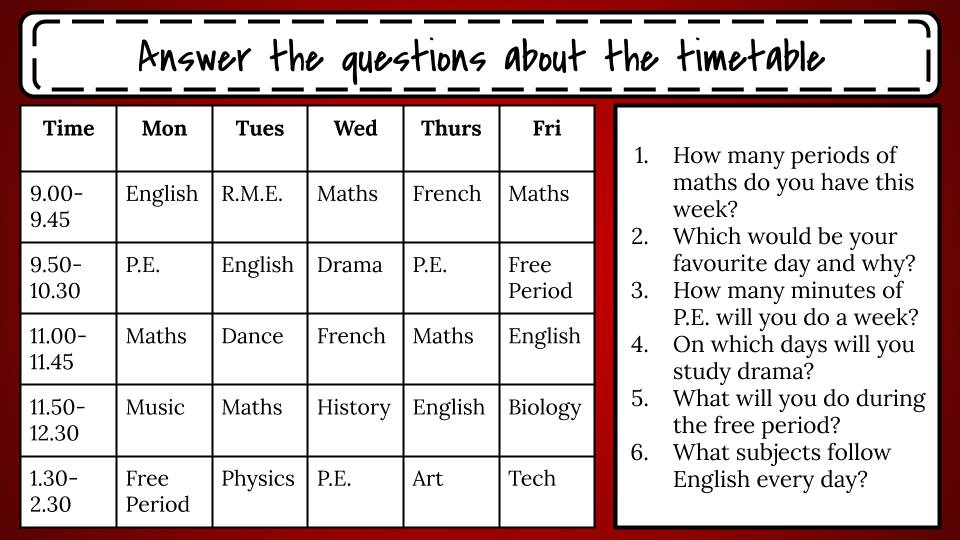 Answer the questions about the timetable
Time Mon Tues Wed Thurs Fri
9.00- English R.M.E. Maths French Maths
9.45
9.50- P.E. English Drama P.E. Free
10.30 Period
11.00- Maths Dance French Maths English
11.45
11.50- Music Maths History English Biology
12.30
1.30- Free Physics P.E. Art Tech
2.30 Period
1. How many periods of
maths do you have this
week?
2. Which would be your
favourite day and why?
3. How many minutes of
P.E. will you do a week?
4. On which days will you
study drama?
5. What will you do during
the free period?
6. What subjects follow
English every day?